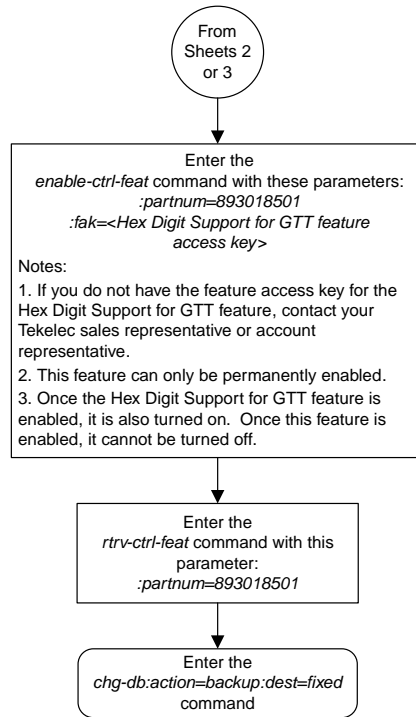 From
Sheets 2
or 3
Enter the
enable-ctrl-feat command with these parameters:
:partnum=893018501
:fak=<Hex Digit Support for GTT feature
access key>
Notes:
1. If you do not have the feature access key for the
Hex Digit Support for GTT feature, contact your
Tekelec sales representative or account
representative.
2. This feature can only be permanently enabled.
3. Once the Hex Digit Support for GTT feature is
enabled, it is also turned on.  Once this feature is
enabled, it cannot be turned off.
Enter the
rtrv-ctrl-feat command with this
parameter:
:partnum=893018501
Enter the
chg-db:action=backup:dest=fixed
command